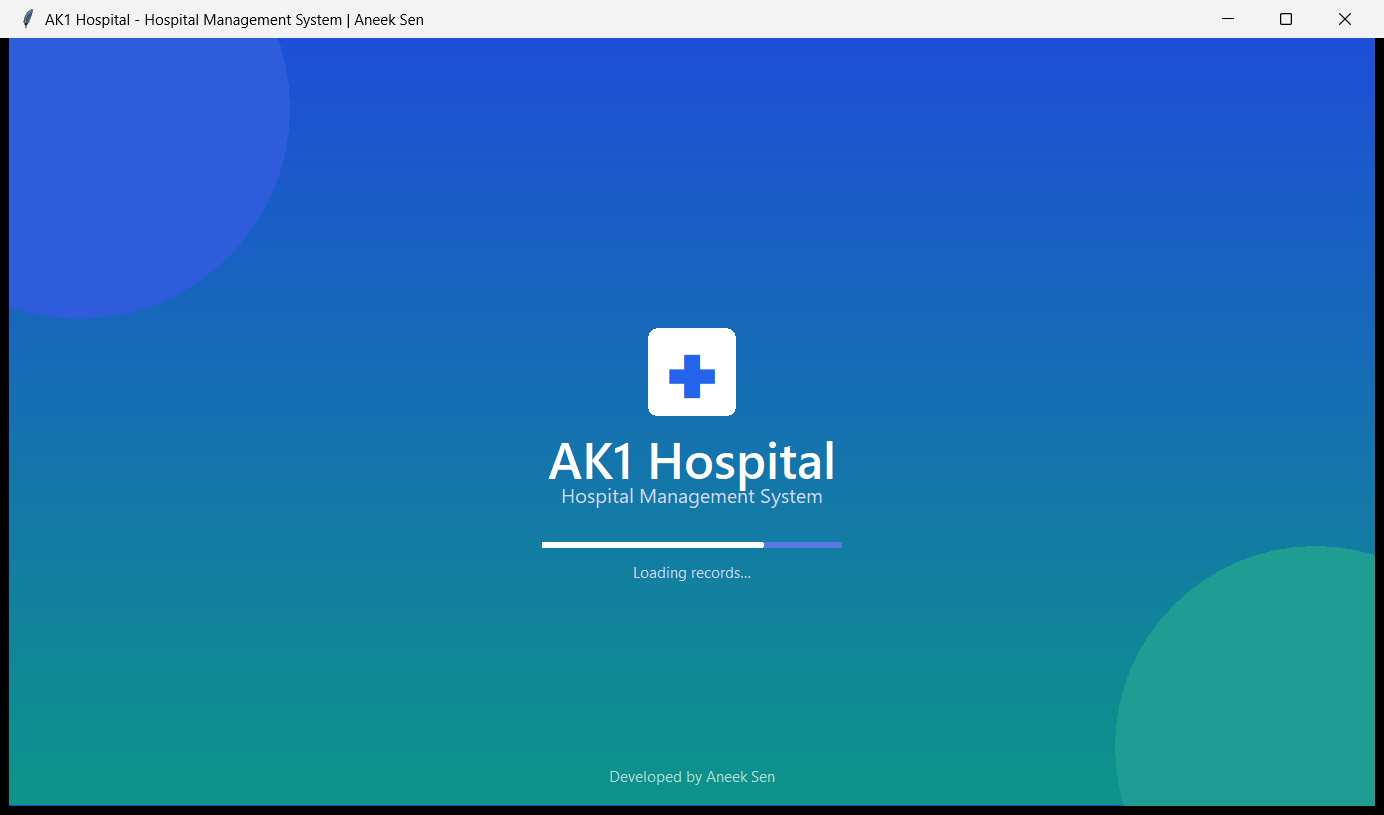 AK1 Hospital - Hospital Management System | Aneek Sen
AK1 Hospital
Hospital Management System
Loading records...
Developed by Aneek Sen